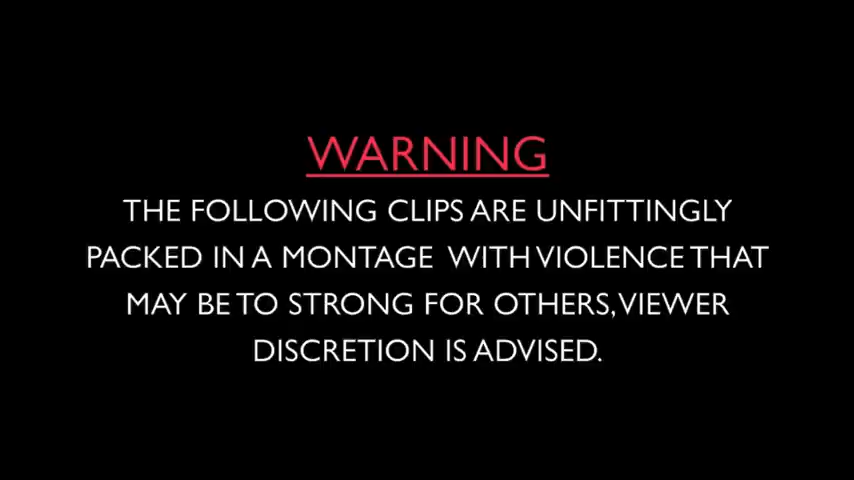 WARNING
THE FOLLOWING CLIPS ARE UNFITTINGLY
PACKED IN A MONTAGE WITH VIOLENCE THAT
MAY BE TO STRONG FOR OTHERS, VIEWER
DISCRETION IS ADVISED.